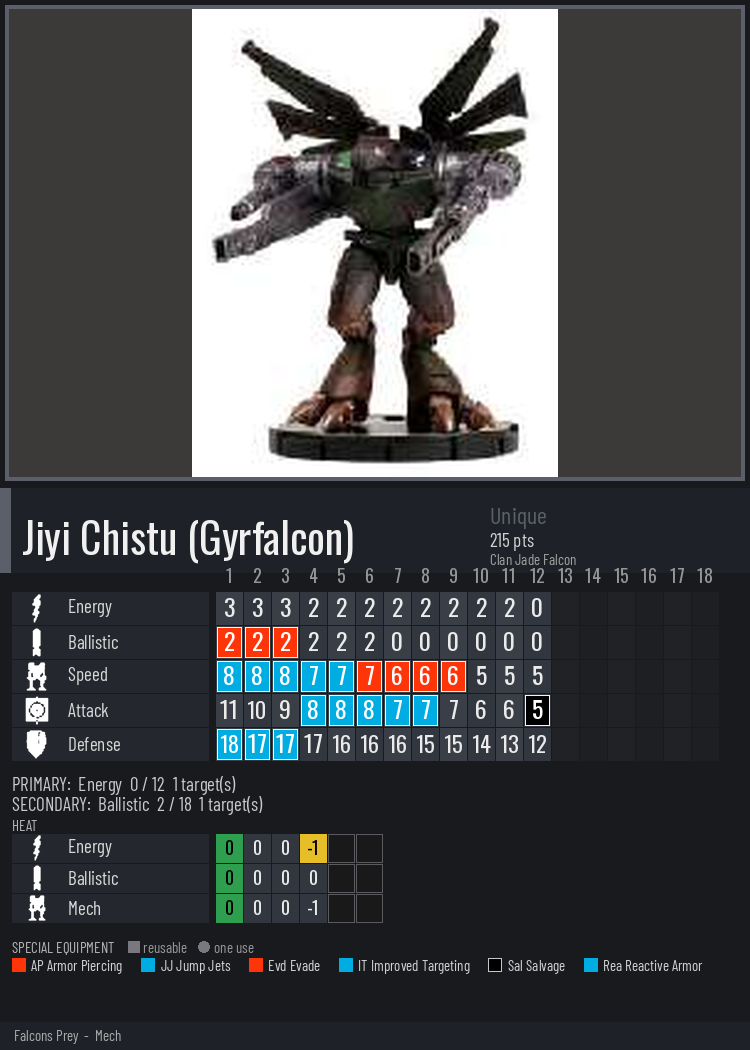 Jiyi Chistu (Gyrfalcon)
Unique
215 pts
Clan Jade Falcon
1 2 3 4 5 6 7 8 9 10 11 12 13 14 15 16 17 18
Energy 3 3 3 2 2 2 2 2 2 2 2 0
Ballistic 2 2 2 2 2 2 0 0 0 0 0 0
Speed 8 8 8 7 7 7 6 6 6 5 5 5
Attack 11 10 9 8 8 8 7 7 7 6 6 5
Defense 18 17 17 17 16 16 16 15 15 14 13 12
PRIMARY: Energy 0 / 12 1 target(s)
SECONDARY: Ballistic 2 / 18 1 target(s)
HEAT
Energy 0 0 0 -1
Ballistic 0 0 0 0
Mech 0 0 0 -1
SPECIAL EQUIPMENT reusable one use
AP Armor Piercing JJ Jump Jets Evd Evade IT Improved Targeting Sal Salvage Rea Reactive Armor
Falcons Prey - Mech